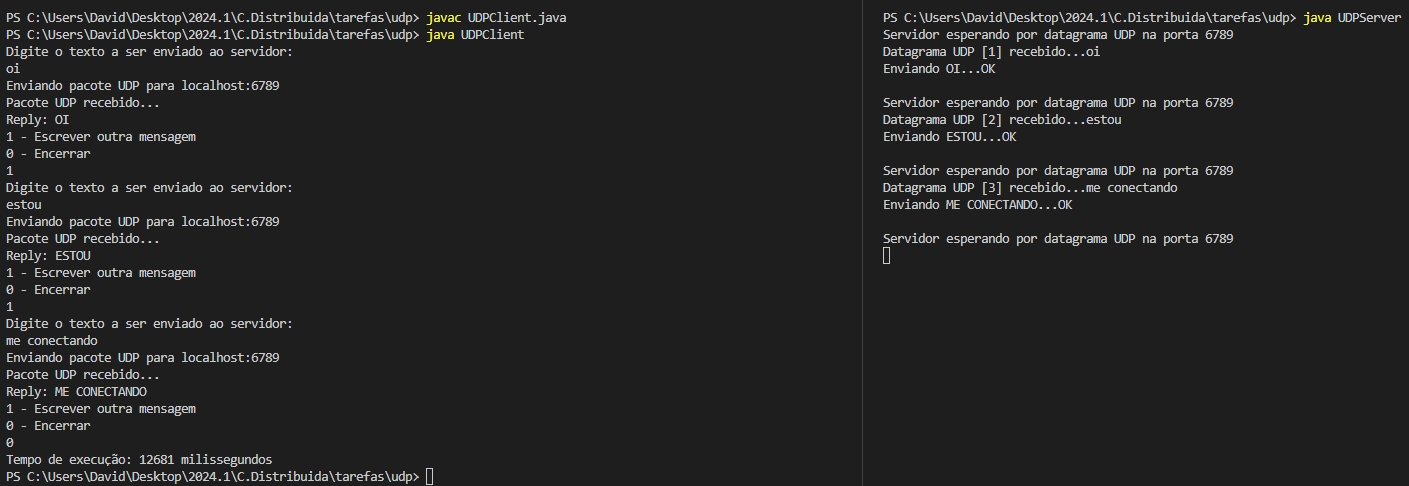 PS C:\Users\David\Desktop\2024.1\C.Distribuida\tarefas\udp> javac UDPClient.java
PS C:\Users\David\Desktop\2024.1\C.Distribuida\tarefas\udp> java UDPClient
Digite o texto a ser enviado ao servidor:
oi
Enviando pacote UDP para localhost:6789
Pacote UDP recebido...
Reply: OI
1 - Escrever outra mensagem
0 - Encerrar
1
Digite o texto a ser enviado ao servidor:
estou
Enviando pacote UDP para localhost:6789
Pacote UDP recebido...
Reply: ESTOU
1 - Escrever outra mensagem
0 - Encerrar
1
Digite o texto a ser enviado ao servidor:
me conectando
Enviando pacote UDP para localhost:6789
Pacote UDP recebido...
Reply: ME CONECTANDO
1 - Escrever outra mensagem
0 - Encerrar
0
Tempo de execução: 12681 milissegundos
PS C:\Users\David\Desktop\2024.1\C.Distribuida\tarefas\udp>
PS C:\Users\David\Desktop\2024.1\C.Distribuida\tarefas\udp> java UDPServer
Servidor esperando por datagrama UDP na porta 6789
Datagrama UDP [1] recebido...oi
Enviando OI...OK
Servidor esperando por datagrama UDP na porta 6789
Datagrama UDP [2] recebido...estou
Enviando ESTOU...OK
Servidor esperando por datagrama UDP na porta 6789
Datagrama UDP [3] recebido...me conectando
Enviando ME CONECTANDO...OK
Servidor esperando por datagrama UDP na porta 6789